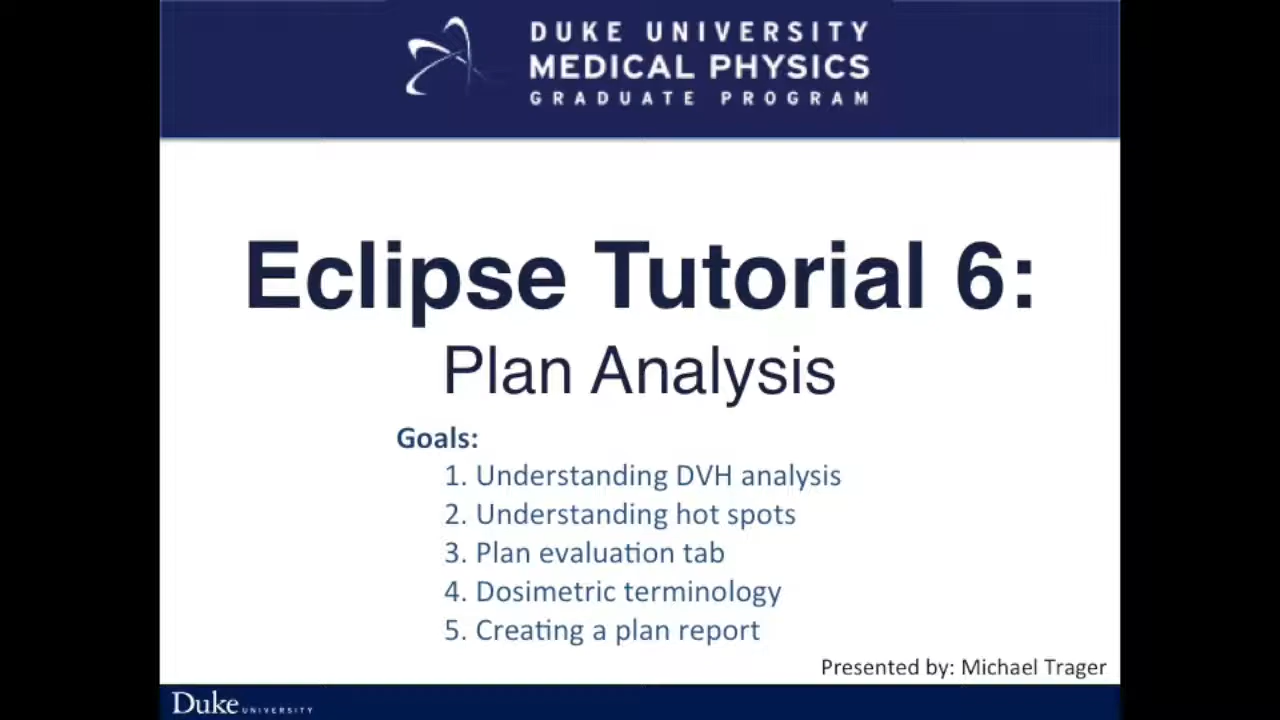 DUKE UNIVERSITY
MEDICAL PHYSICS
GRADUATE PROGRAM
Eclipse Tutorial 6:
Plan Analysis
Goals:
1. Understanding DVH analysis
2. Understanding hot spots
3. Plan evaluation tab
4. Dosimetric terminology
5. Creating a plan report
Presented by: Michael Trager
Duke UNIVERSITY